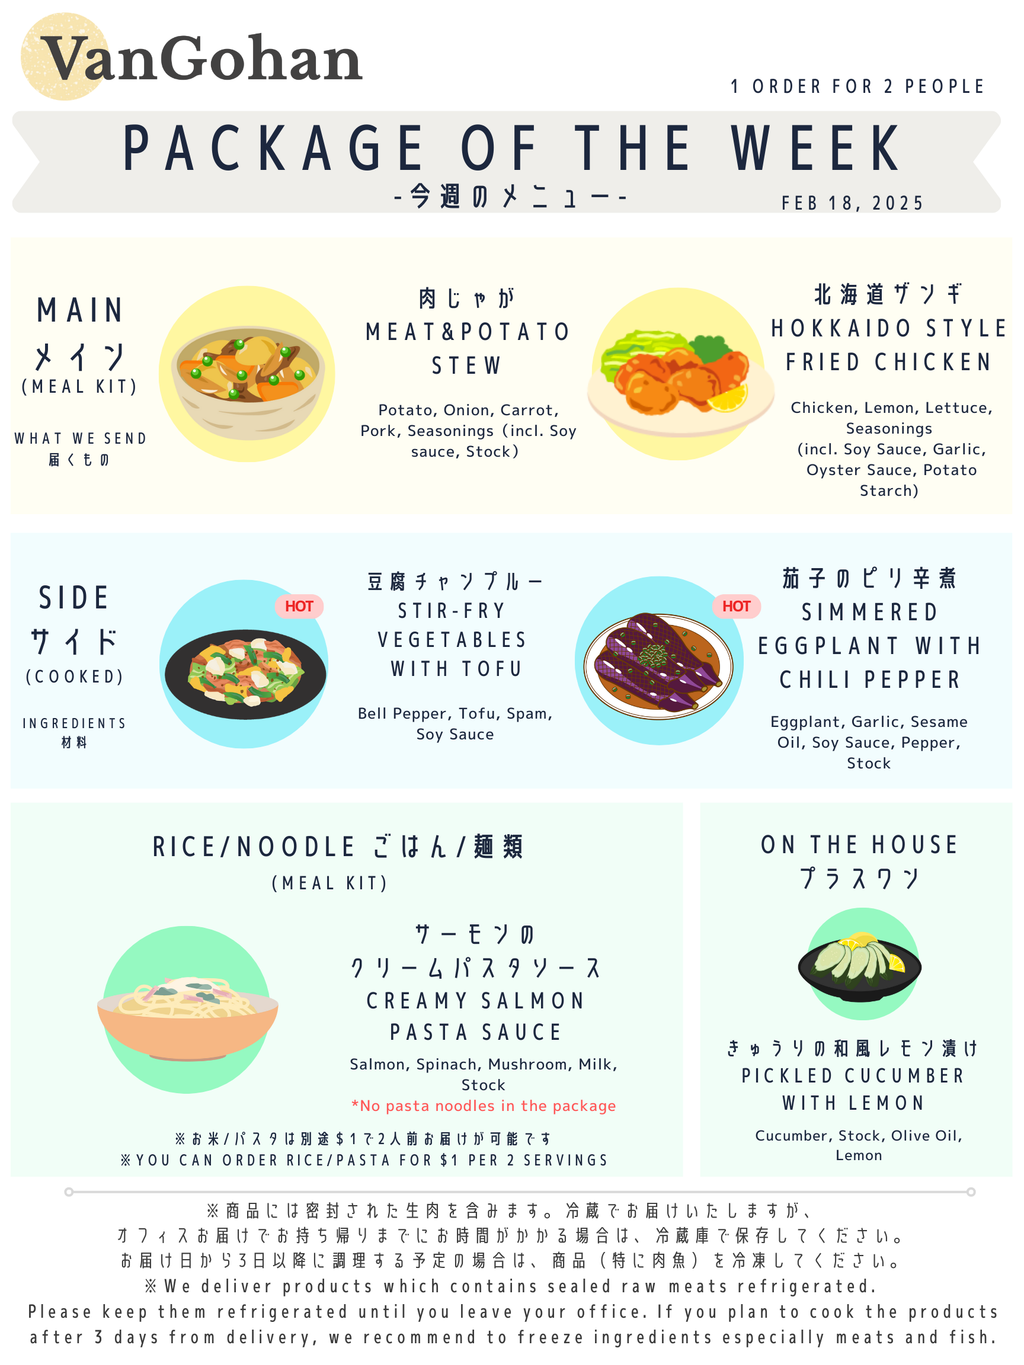 VanGohan
1 ORDER FOR 2 PEOPLE
PACKAGE OF THE WEEK
-今週のメニュー-
FEB 18, 2025
MAIN
メイン
(MEAL KIT)
WHAT WE SEND
届くもの
肉じゃが
MEAT&POTATO
STEW
Potato, Onion, Carrot,
Pork, Seasonings (incl. Soy
sauce, Stock)
北海道ザンギ
HOKKAIDO STYLE
FRIED CHICKEN
Chicken, Lemon, Lettuce,
Seasonings
(incl. Soy Sauce, Garlic,
Oyster Sauce, Potato
Starch)
SIDE
サイド
(COOKED)
INGREDIENTS
材料
HOT
豆腐チャンプルー
STIR-FRY
VEGETABLES
WITH TOFU
Bell Pepper, Tofu, Spam,
Soy Sauce
HOT
茄子のピリ辛煮
SIMMERED
EGGPLANT WITH
CHILI PEPPER
Eggplant, Garlic, Sesame
Oil, Soy Sauce, Pepper,
Stock
RICE/NOODLE ごはん/麺類
(MEAL KIT)
サーモンの
クリームパスタソース
CREAMY SALMON
PASTA SAUCE
Salmon, Spinach, Mushroom, Milk,
Stock
*No pasta noodles in the package
※お米/パスタは別途$1で2人前お届けが可能です
※YOU CAN ORDER RICE/PASTA FOR $1 PER 2 SERVINGS
ON THE HOUSE
プラスワン
きゅうりの和風レモン漬け
PICKLED CUCUMBER
WITH LEMON
Cucumber, Stock, Olive Oil,
Lemon
※商品には密封された生肉を含みます。冷蔵でお届けいたしますが、
オフィスお届けでお持ち帰りまでにお時間がかかる場合は、冷蔵庫で保存してください。
お届け日から3日以降に調理する予定の場合は、商品（特に肉魚）を冷凍してください。
※We deliver products which contains sealed raw meats refrigerated.
Please keep them refrigerated until you leave your office. If you plan to cook the products
after 3 days from delivery, we recommend to freeze ingredients especially meats and fish.